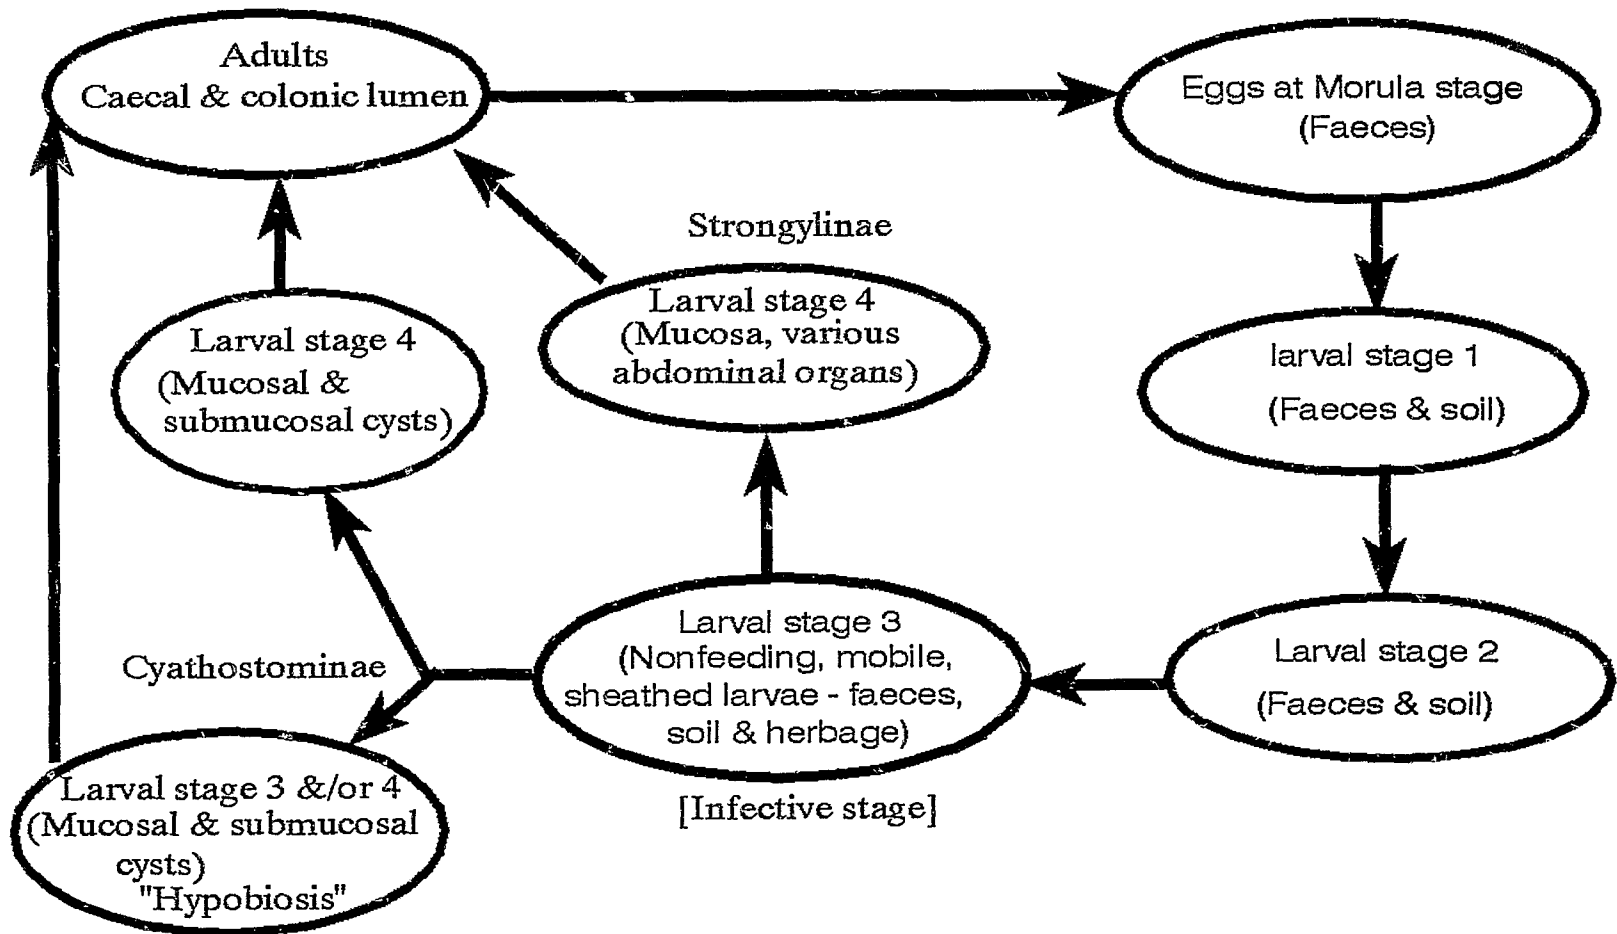 Adults
Caecal & colonic lumen
Eggs at Morula stage
(Faeces)
Strongylinae
Larval stage 4
(Mucosa, various
abdominal organs)
Larval stage 4
(Mucosal &
submucosal cysts)
larval stage 1
(Faeces & soil)
Cyathostominae
Larval stage 3
(Nonfeeding, mobile,
sheathed larvae - faeces,
soil & herbage)
[Infective stage]
Larval stage 2
(Faeces & soil)
Larval stage 3 &/or 4
(Mucosal & submucosal
cysts)
"Hypobiosis"